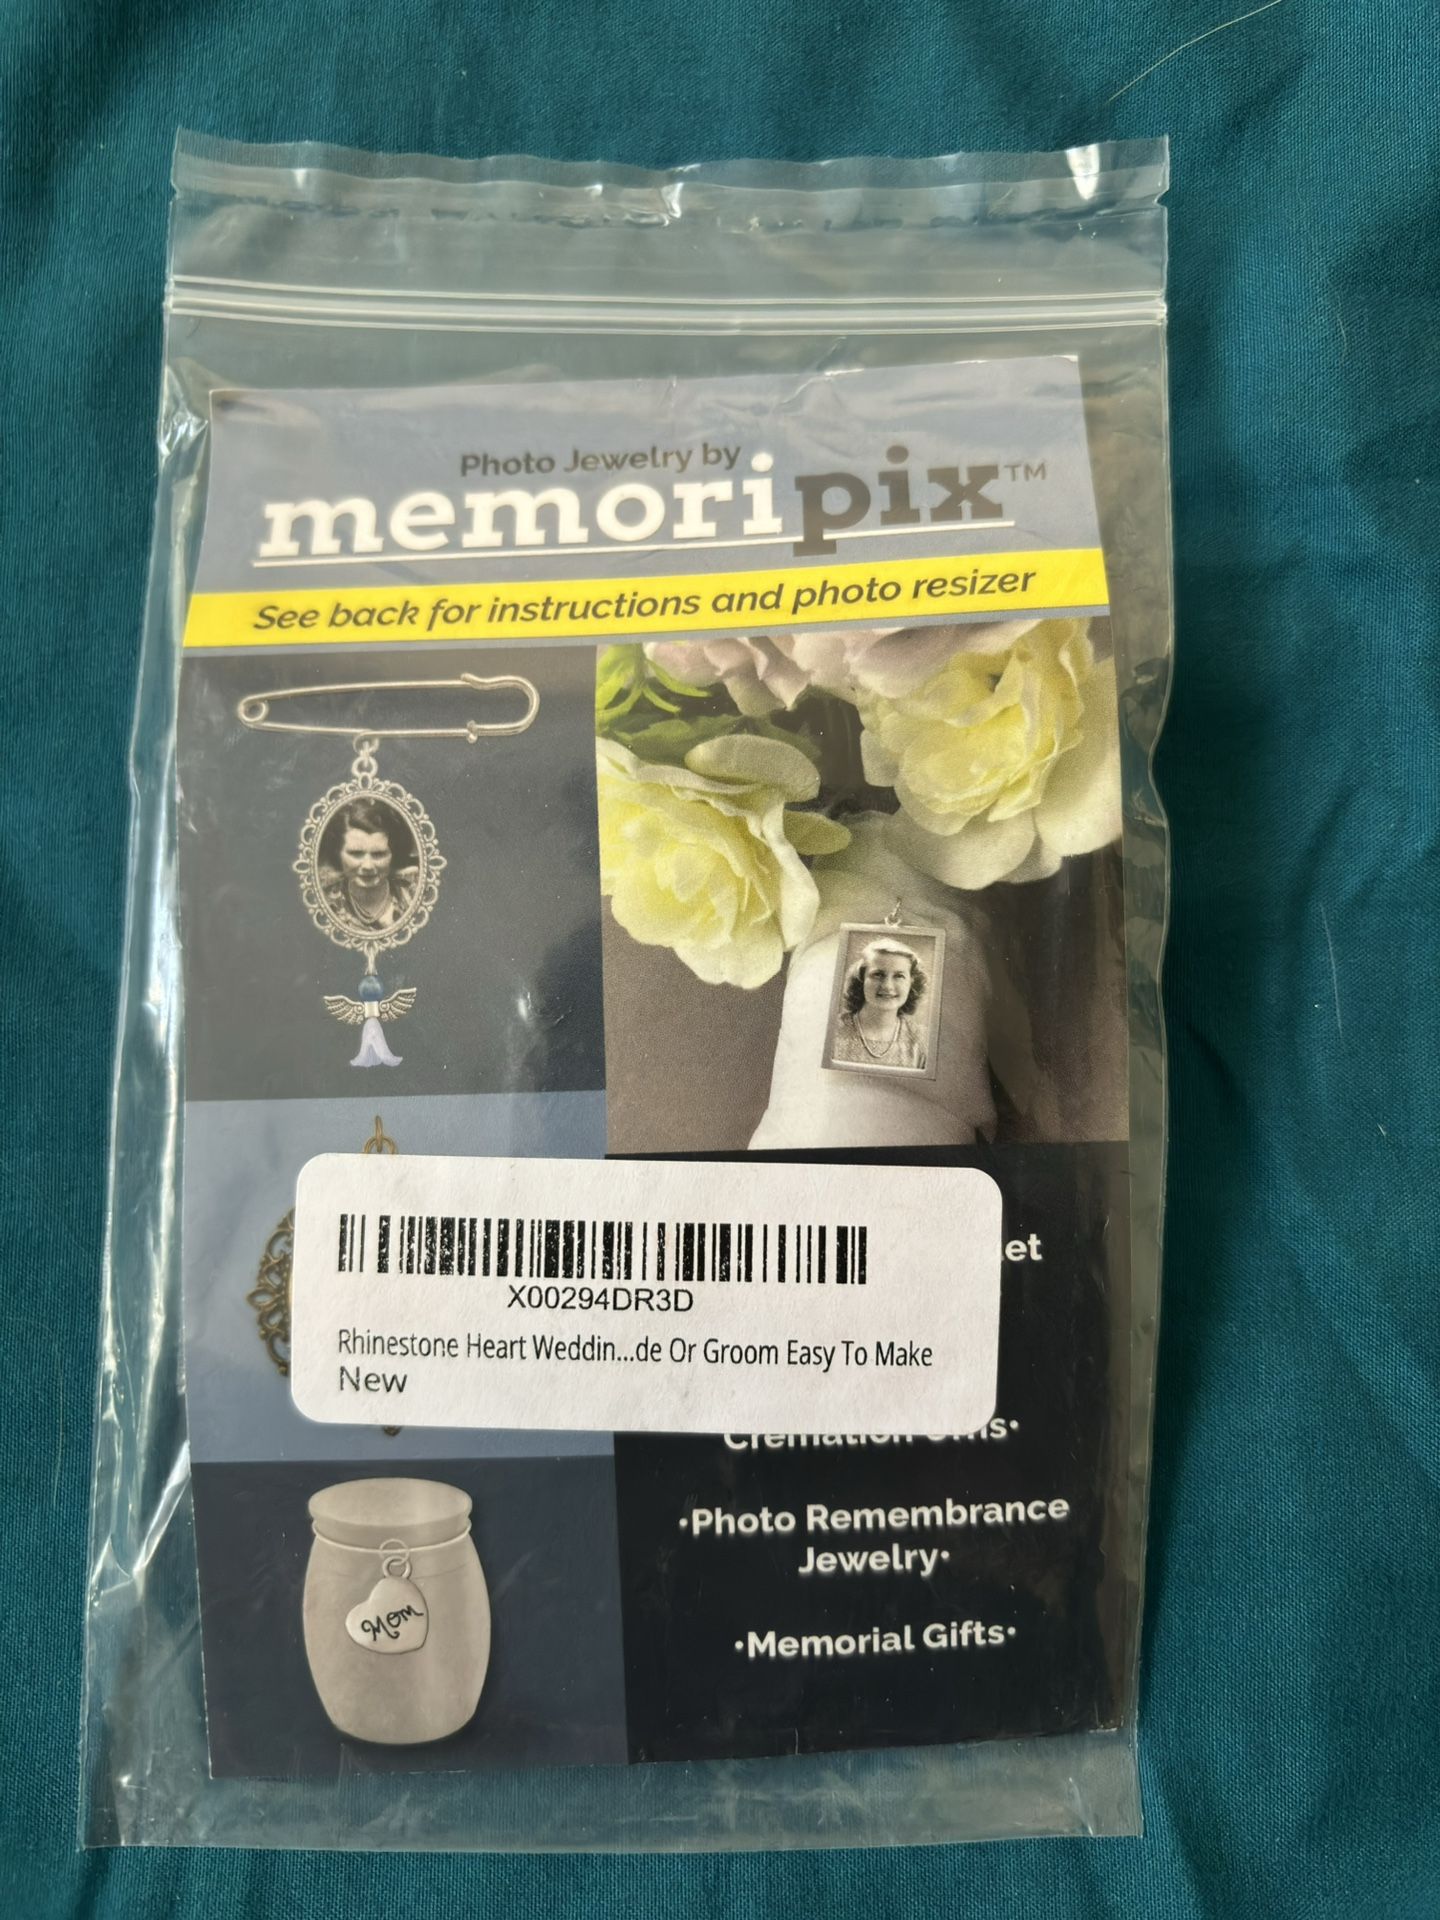 Photo Jewelry by
memoripix™
See back for instructions and photo resizer
X00294DR3D
Rhinestone Heart Weddin...de Or Groom Easy To Make
New
•Photo Remembrance
Jewelry•
•Memorial Gifts•
Mom